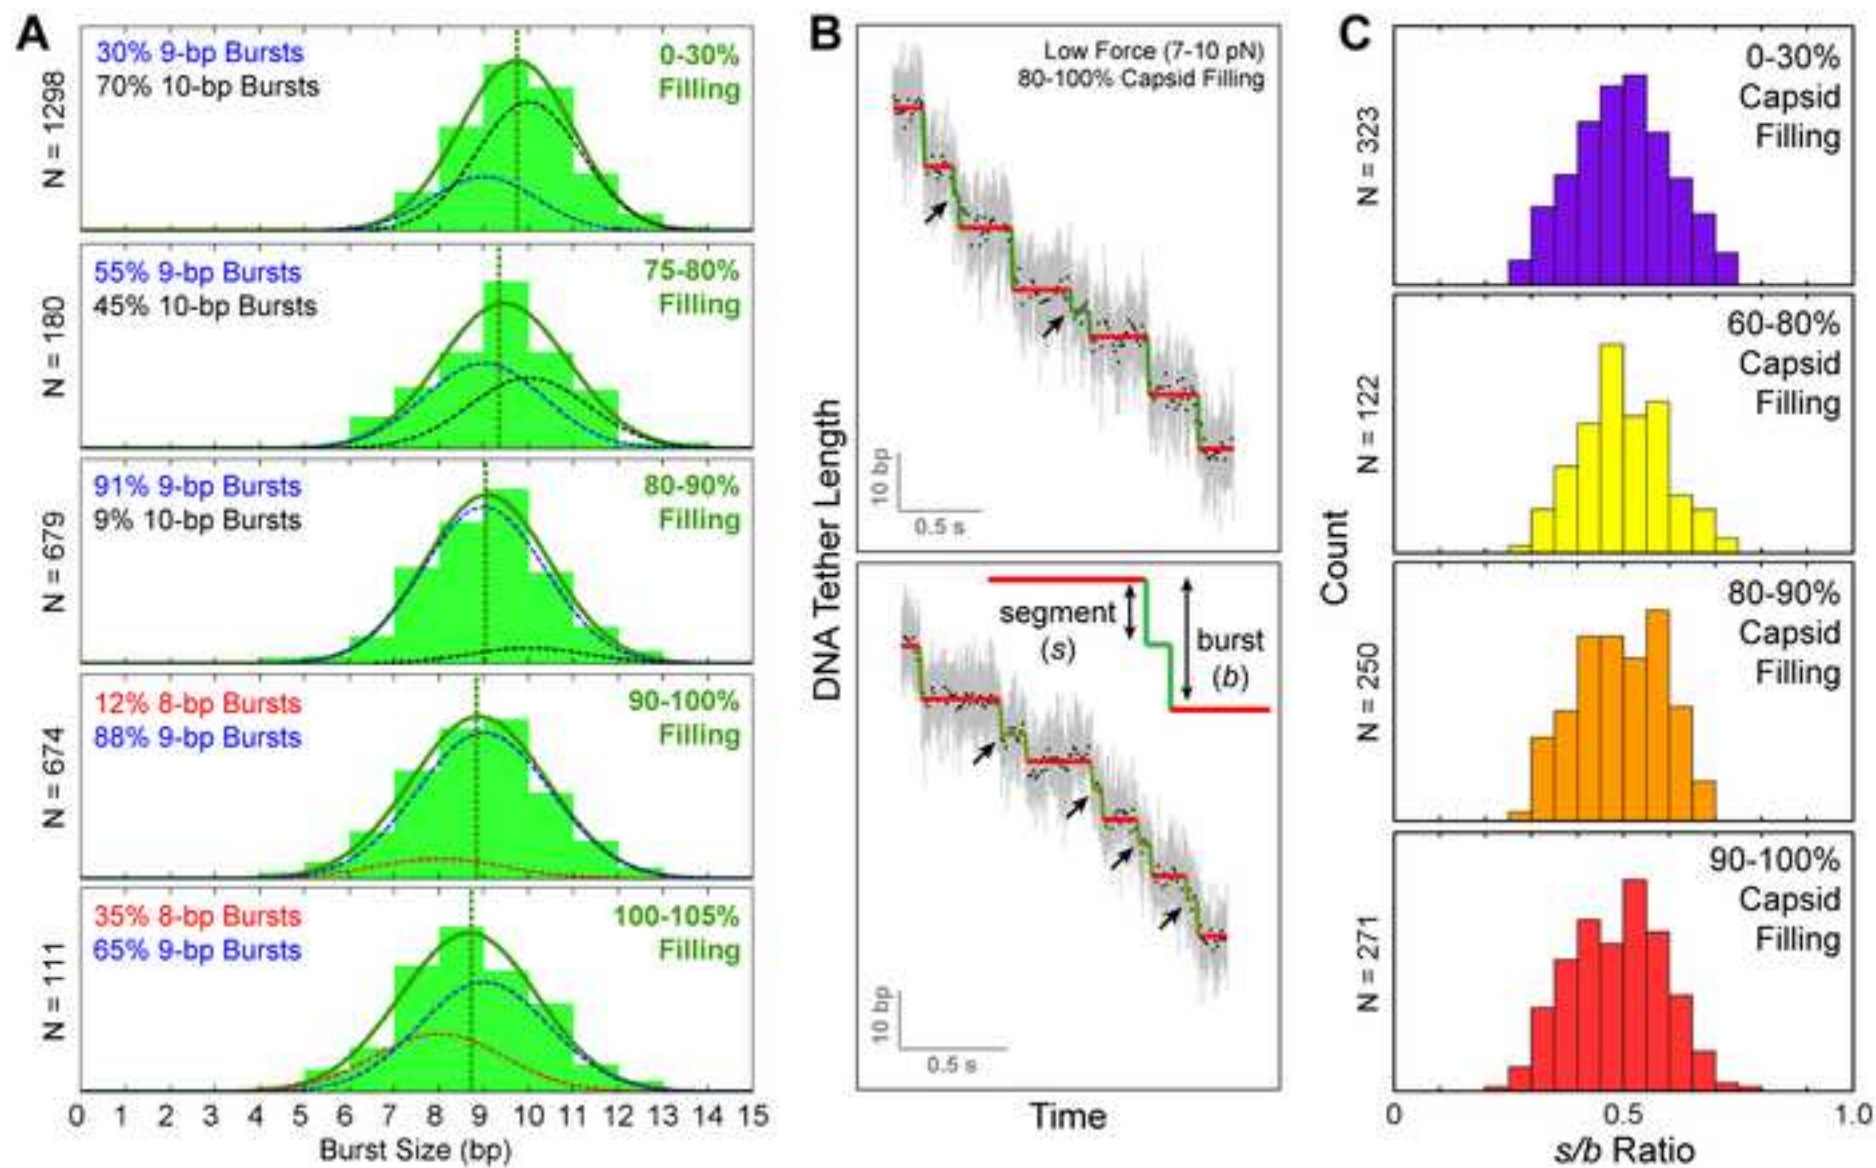 A
30% 9-bp Bursts
70% 10-bp Bursts
0-30%
Filling
N = 1298
55% 9-bp Bursts
45% 10-bp Bursts
75-80%
Filling
N = 180
91% 9-bp Bursts
9% 10-bp Bursts
80-90%
Filling
N = 679
12% 8-bp Bursts
88% 9-bp Bursts
90-100%
Filling
N = 674
35% 8-bp Bursts
65% 9-bp Bursts
100-105%
Filling
N = 111
0 1 2 3 4 5 6 7 8 9 10 11 12 13 14 15
Burst Size (bp)
B
Low Force (7-10 pN)
80-100% Capsid Filling
10 bp
0.5 s
DNA Tether Length
segment
(s)
burst
(b)
10 bp
0.5 s
Time
C
0-30%
Capsid
Filling
N = 323
60-80%
Capsid
Filling
N = 122
Count
80-90%
Capsid
Filling
N = 250
90-100%
Capsid
Filling
N = 271
0 0.5 1.0
s/b Ratio